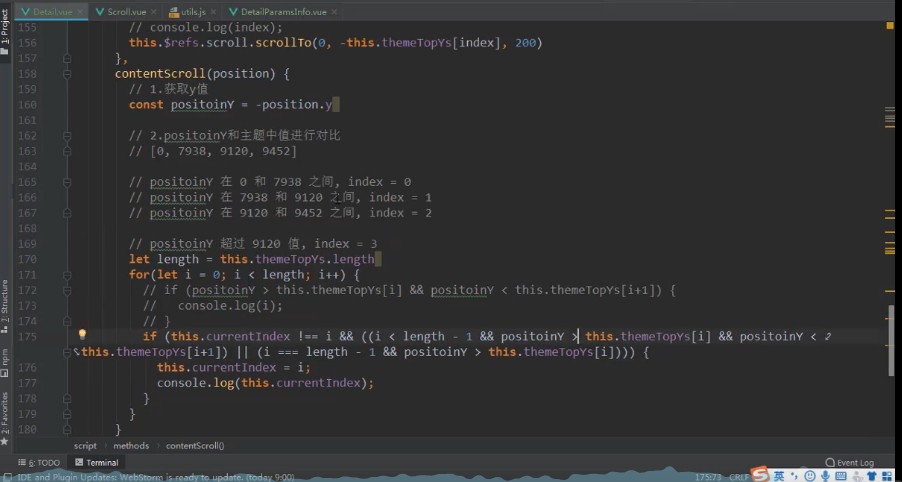 Detail.vue × Scroll.vue × utils.js × DetailParamsInfo.vue ×
1: Project
155 // console.log(index);
156 this.$refs.scroll.scrollTo(0, -this.themeTopYs[index], 200)
157 },
158 contentScroll(position) {
159 // 1.获取y值
160 const positoinY = -position.y
161
162 // 2.positoinY和主题中值进行对比
163 // [0, 7938, 9120, 9452]
164
165 // positoinY 在 0 和 7938 之间, index = 0
166 // positoinY 在 7938 和 9120 之间, index = 1
167 // positoinY 在 9120 和 9452 之间, index = 2
168
169 // positoinY 超过 9120 值, index = 3
170 let length = this.themeTopYs.length
171 for(let i = 0; i < length; i++) {
172 // if (positoinY > this.themeTopYs[i] && positoinY < this.themeTopYs[i+1]) {
173 // console.log(i);
174 // }
175 if (this.currentIndex !== i && ((i < length - 1 && positoinY > this.themeTopYs[i] && positoinY <
this.themeTopYs[i+1]) || (i === length - 1 && positoinY > this.themeTopYs[i]))) {
176 this.currentIndex = i;
177 console.log(this.currentIndex);
178 }
179 }
180 }
Z: Structure
npm
2: Favorites
script › methods › contentScroll()
6: TODO Terminal Event Log
IDE and Plugin Updates: WebStorm is ready to update. (today 9:00) 175:73 CRLF 英